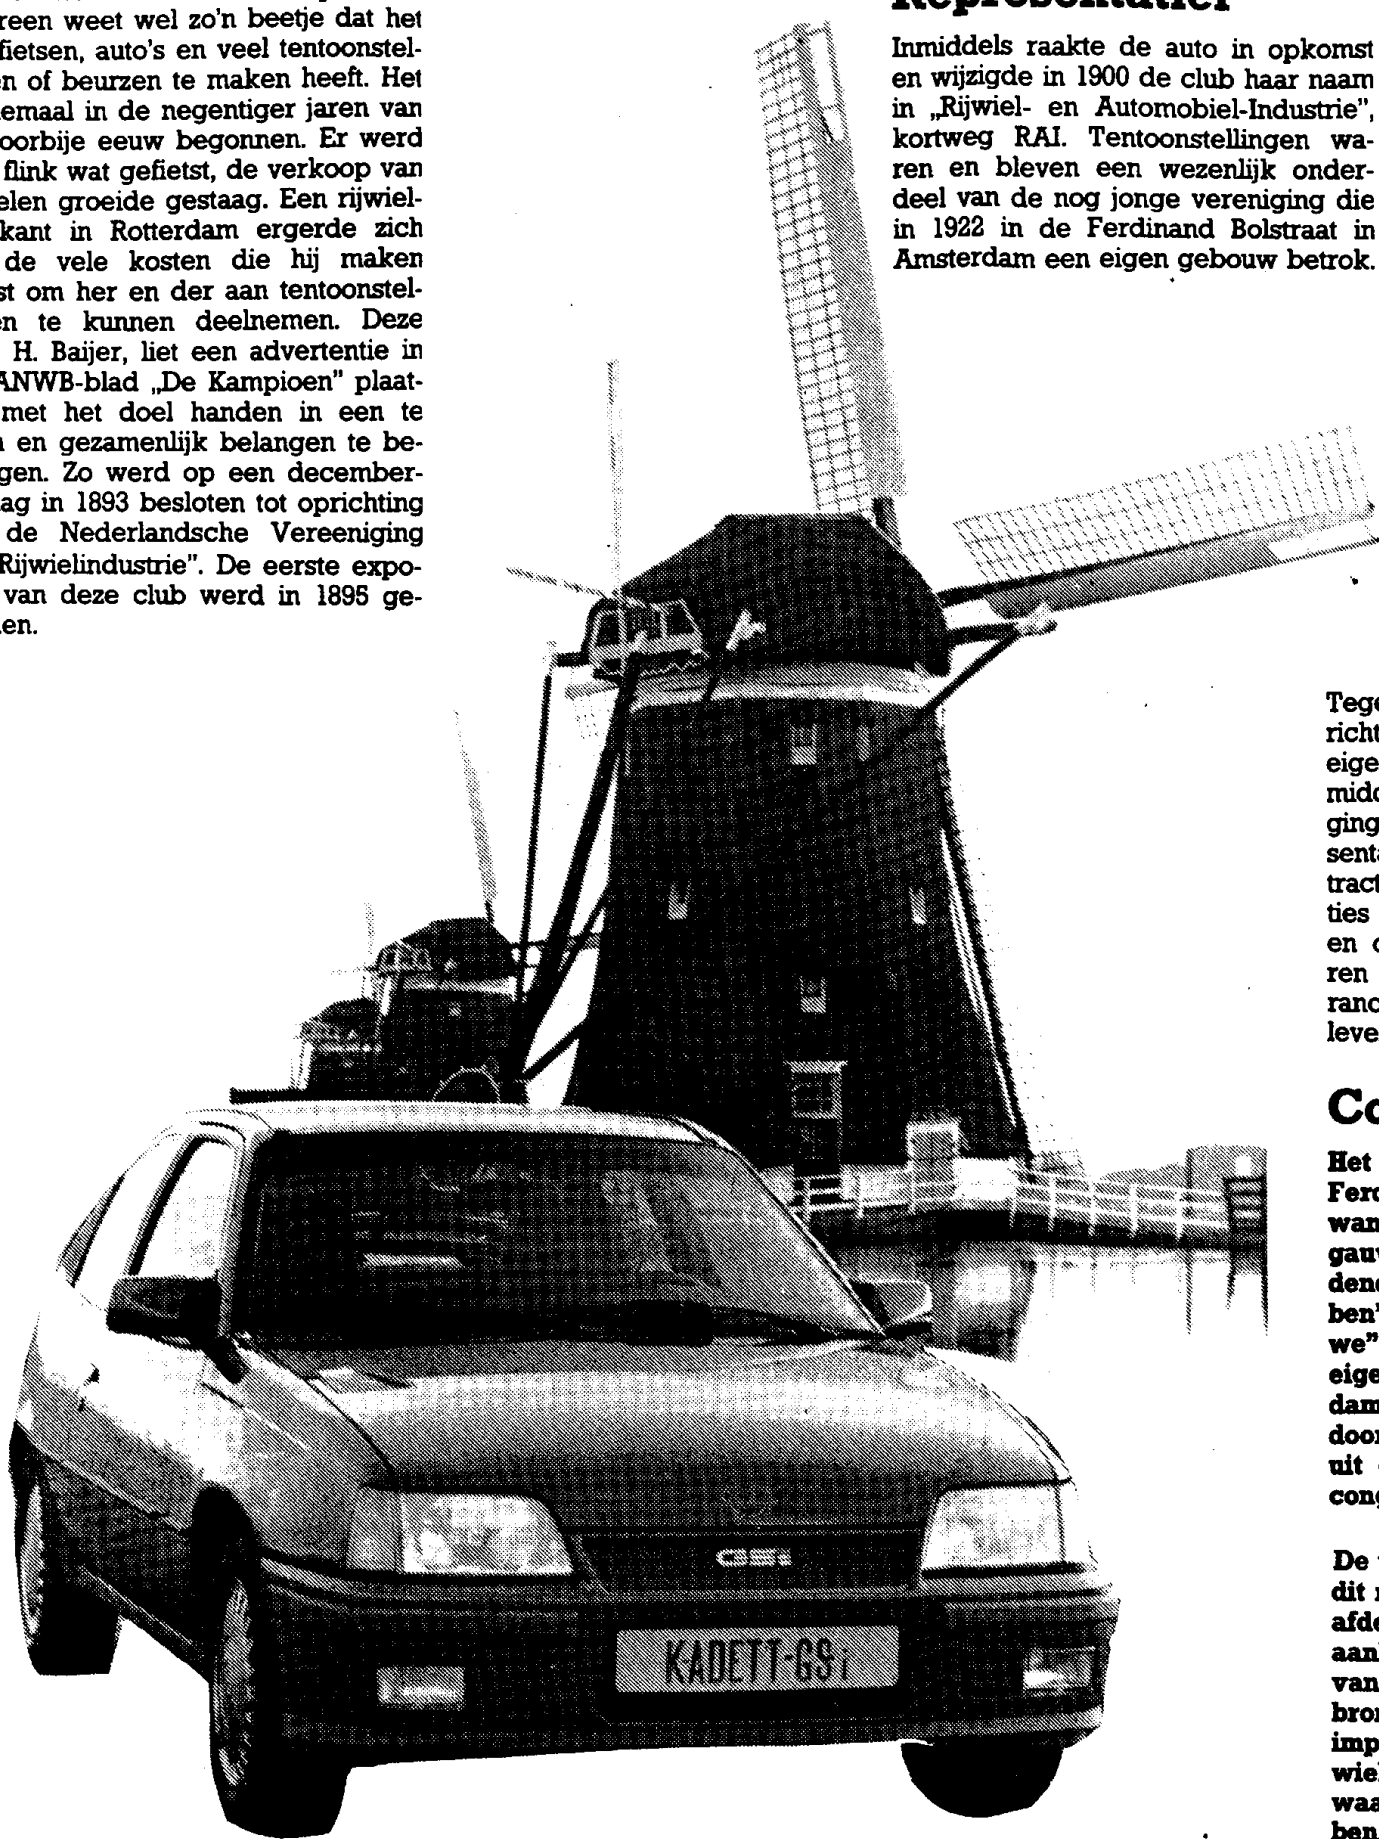 reen weet wel zo'n beetje dat het
fietsen, auto's en veel tentoonstel-
en of beurzen te maken heeft. Het
emaal in de negentiger jaren van
oorbije eeuw begonnen. Er werd
flink wat gefietst, de verkoop van
elen groeide gestaag. Een rijwiel-
kant in Rotterdam ergerde zich
de vele kosten die hij maken
st om her en der aan tentoonstel-
en te kunnen deelnemen. Deze
H. Baijer, liet een advertentie in
ANWB-blad „De Kampioen" plaat-
met het doel handen in een te
n en gezamenlijk belangen te be-
gen. Zo werd op een december-
ag in 1893 besloten tot oprichting
de Nederlandsche Vereeniging
Rijwielindustrie". De eerste expo-
van deze club werd in 1895 ge-
en.
Representatief
Inmiddels raakte de auto in opkomst
en wijzigde in 1900 de club haar naam
in „Rijwiel- en Automobiel-Industrie",
kortweg RAI. Tentoonstellingen wa-
ren en bleven een wezenlijk onder-
deel van de nog jonge vereniging die
in 1922 in de Ferdinand Bolstraat in
Amsterdam een eigen gebouw betrok.
Tege
richt
eige
midd
ging
senta
tract
ties
en
ren
ranc
leve
Co
Het
Ferd
wan
gauw
dend
ben"
we"
eige
dam
door
uit
cong
De
dit
afde
aan
van
bron
imp
wiel
waa
ben
GSi
KADETT-GSi